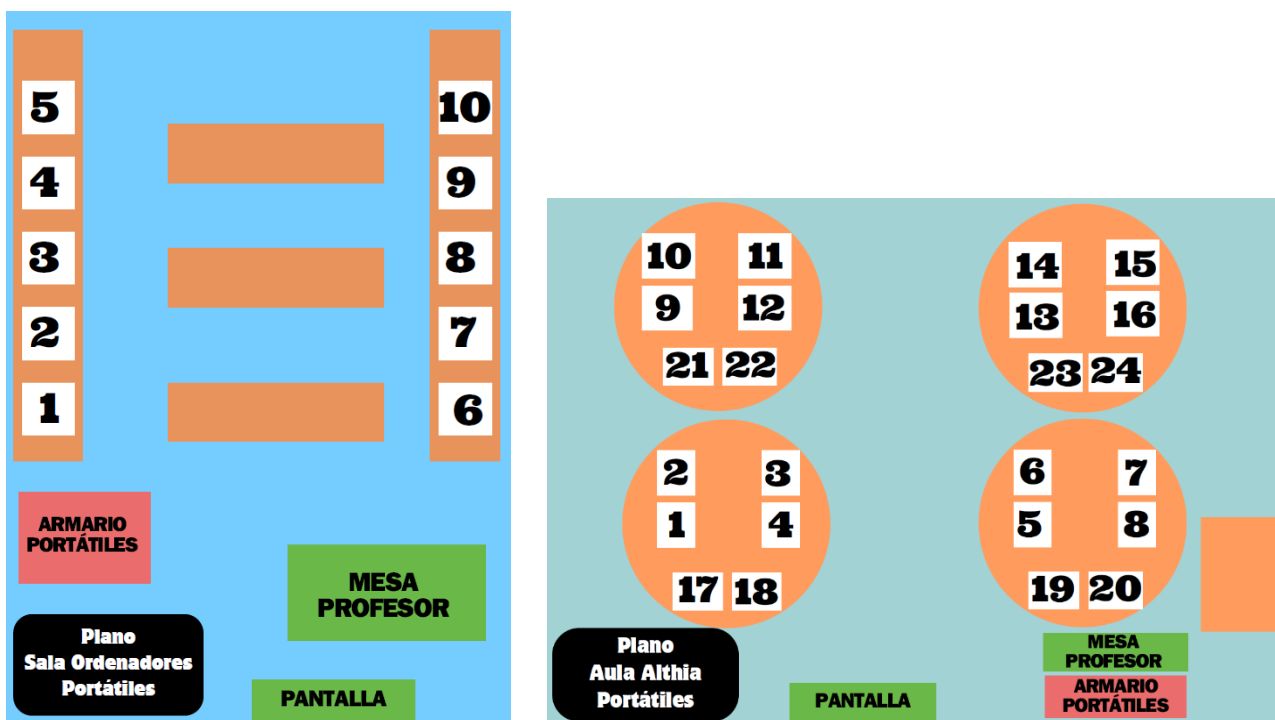 5
10
4
9
3
8
2
7
1
6
ARMARIO
PORTÁTILES
MESA
PROFESOR
Plano
Sala Ordenadores
Portátiles
PANTALLA
10 11
9 12
21 22
14 15
13 16
23 24
2 3
1 4
17 18
6 7
5 8
19 20
Plano
Aula Althia
Portátiles
PANTALLA
MESA
PROFESOR
ARMARIO
PORTÁTILES